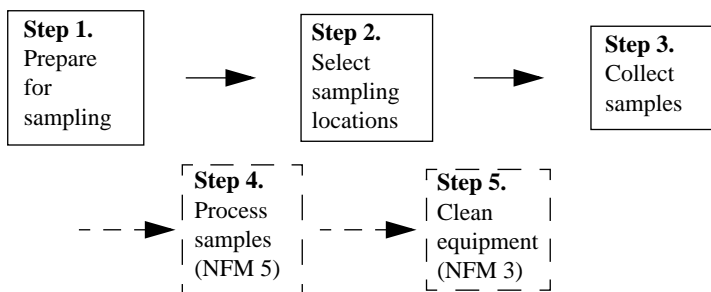 Step 1.
Prepare
for
sampling
Step 2.
Select
sampling
locations
Step 3.
Collect
samples
Step 4.
Process
samples
(NFM 5)
Step 5.
Clean
equipment
(NFM 3)